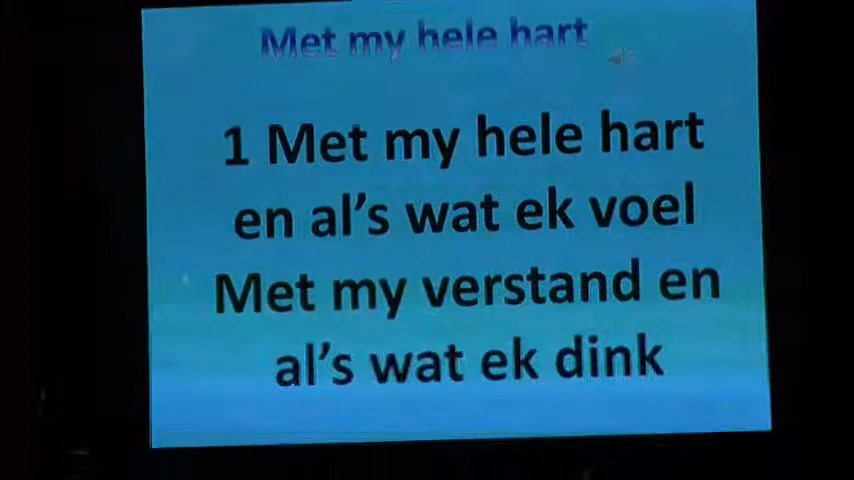 Met my hele hart
1 Met my hele hart
en al's wat ek voel
Met my verstand en
al's wat ek dink